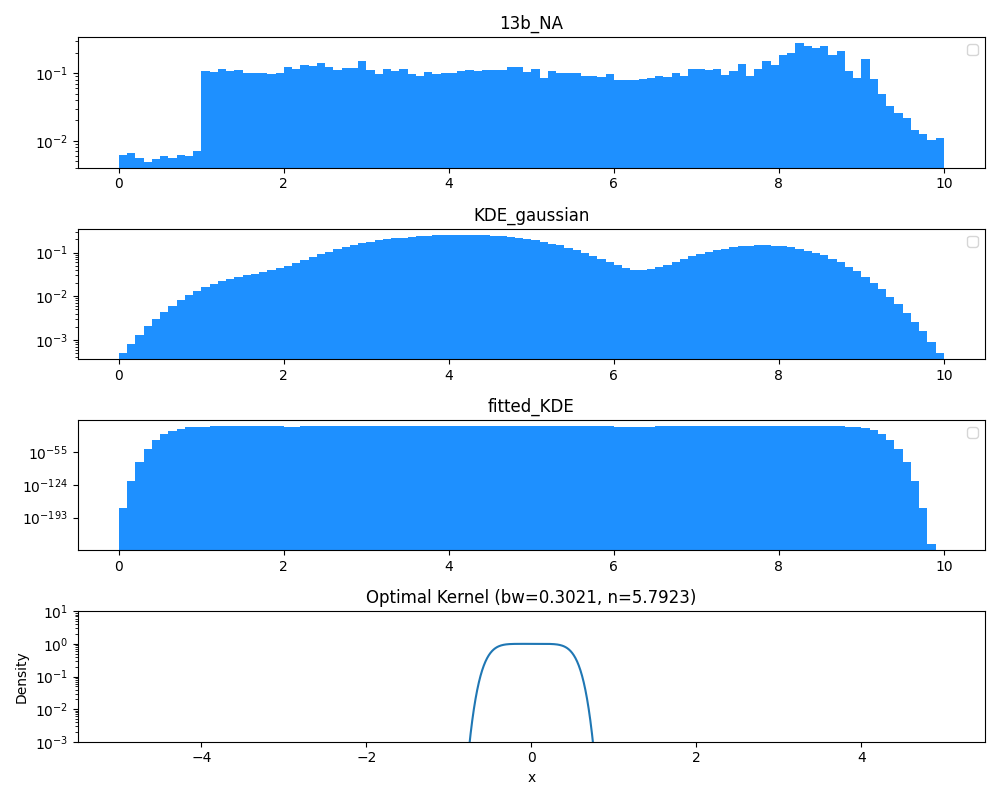 13b_NA
10⁻¹
10⁻²
0 2 4 6 8 10
KDE_gaussian
10⁻¹
10⁻²
10⁻³
0 2 4 6 8 10
fitted_KDE
10⁻⁵⁵
10⁻¹²⁴
10⁻¹⁹³
0 2 4 6 8 10
Optimal Kernel (bw=0.3021, n=5.7923)
10¹
10⁰
10⁻¹
10⁻²
10⁻³
Density
−4 −2 0 2 4
x